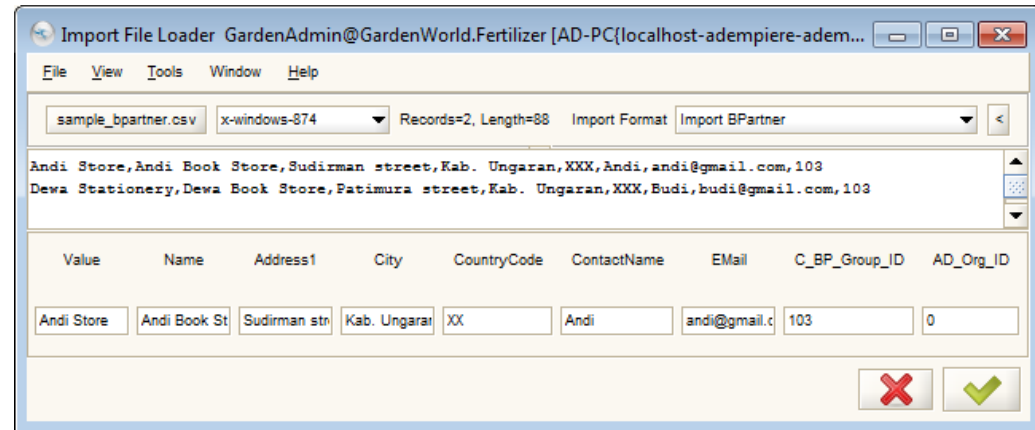 Import File Loader GardenAdmin@GardenWorld.Fertilizer [AD-PC{localhost-adempiere-adem...
File View Tools Window Help
sample_bpartner.csv x-windows-874 Records=2, Length=88 Import Format Import BPartner <
Andi Store,Andi Book Store,Sudirman street,Kab. Ungaran,XXX,Andi,andi@gmail.com,103
Dewa Stationery,Dewa Book Store,Patimura street,Kab. Ungaran,XXX,Budi,budi@gmail.com,103
Value Name Address1 City CountryCode ContactName EMail C_BP_Group_ID AD_Org_ID
Andi Store Andi Book St Sudirman str Kab. Ungarar XX Andi andi@gmail.c 103 0